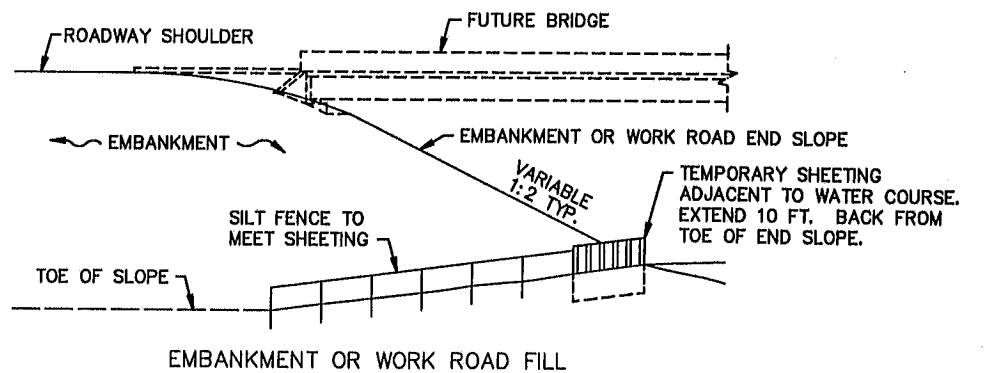 FUTURE BRIDGE
ROADWAY SHOULDER
EMBANKMENT
EMBANKMENT OR WORK ROAD END SLOPE
VARIABLE
1:2 TYP.
TEMPORARY SHEETING
ADJACENT TO WATER COURSE.
EXTEND 10 FT. BACK FROM
TOE OF END SLOPE.
SILT FENCE TO
MEET SHEETING
TOE OF SLOPE
EMBANKMENT OR WORK ROAD FILL